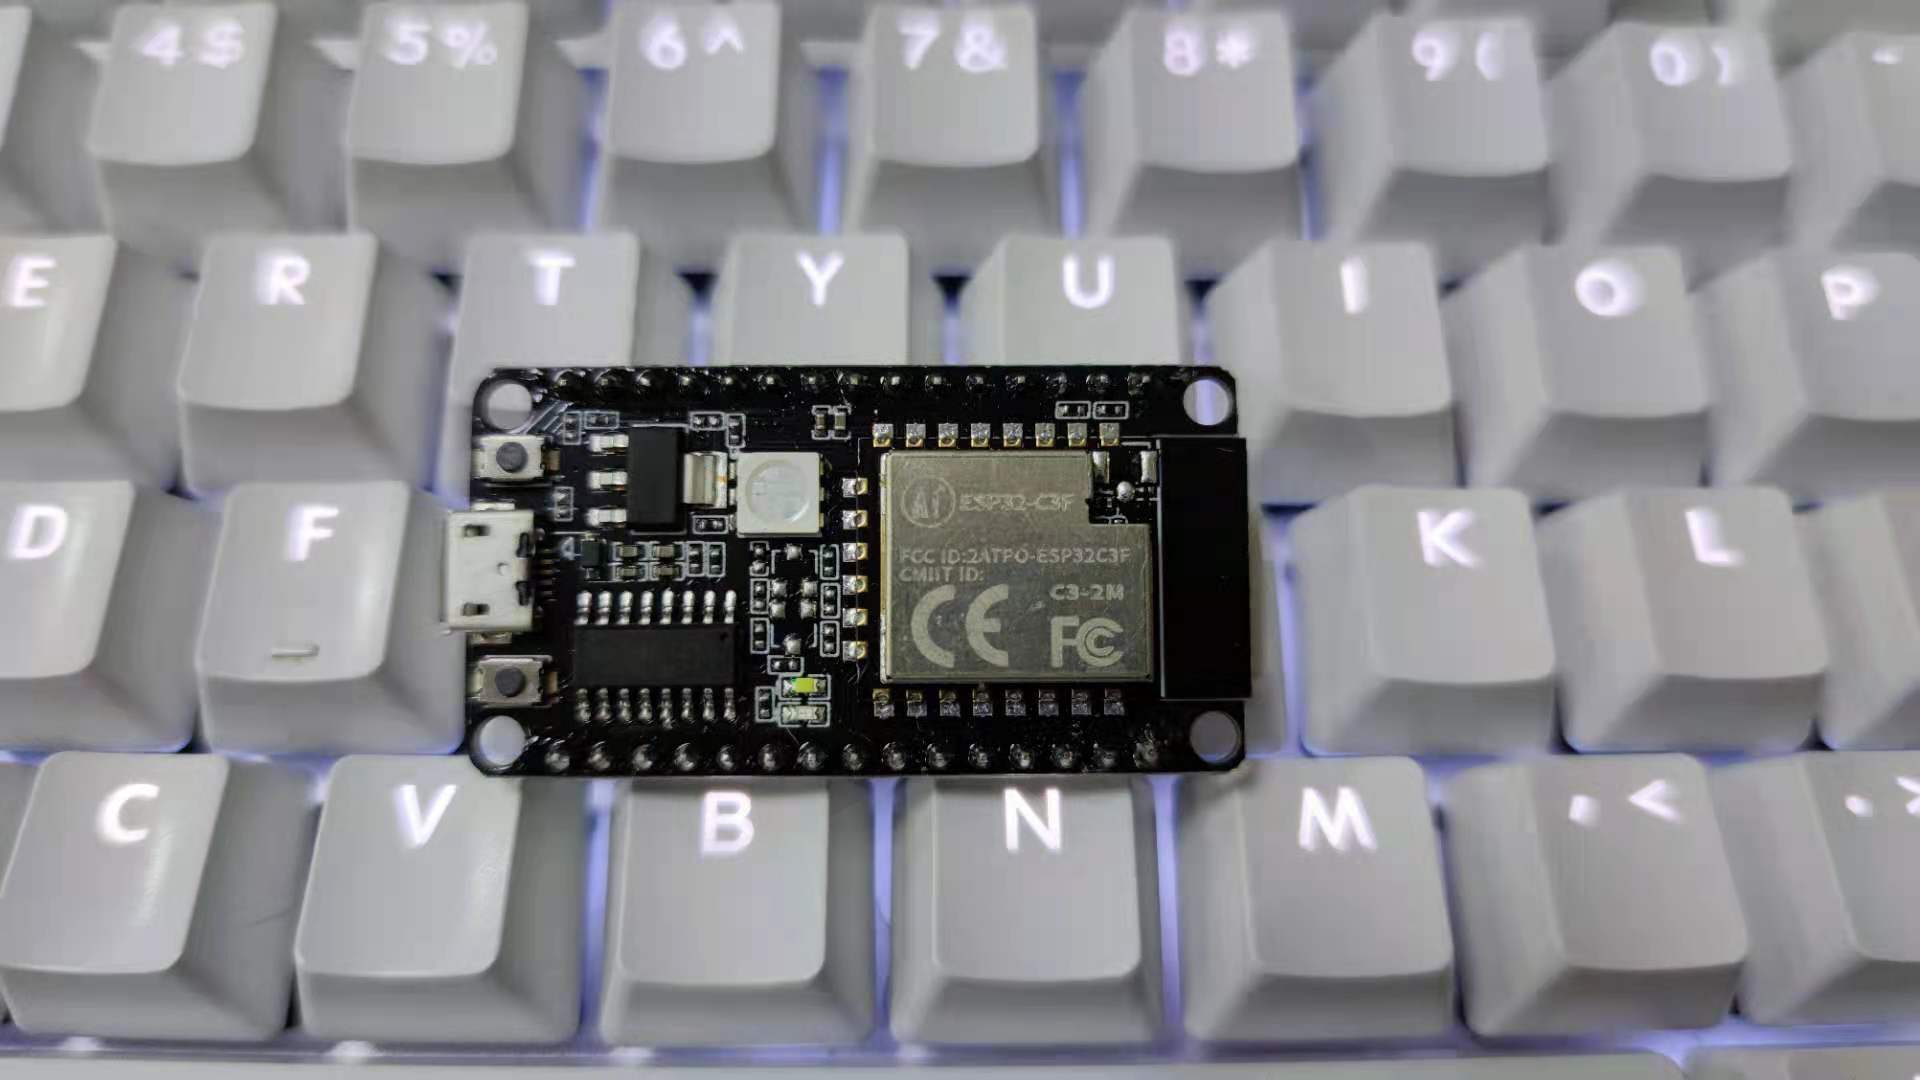 4$ 5% 6^ 7& 8* 9( 0) -
E R T Y U I O P
D F K L
Ai ESP32-C3F
FCC ID:2ATPO-ESP32C3F
CMIIT ID:
C3-2M
CE FC
C V B N M ,< .>